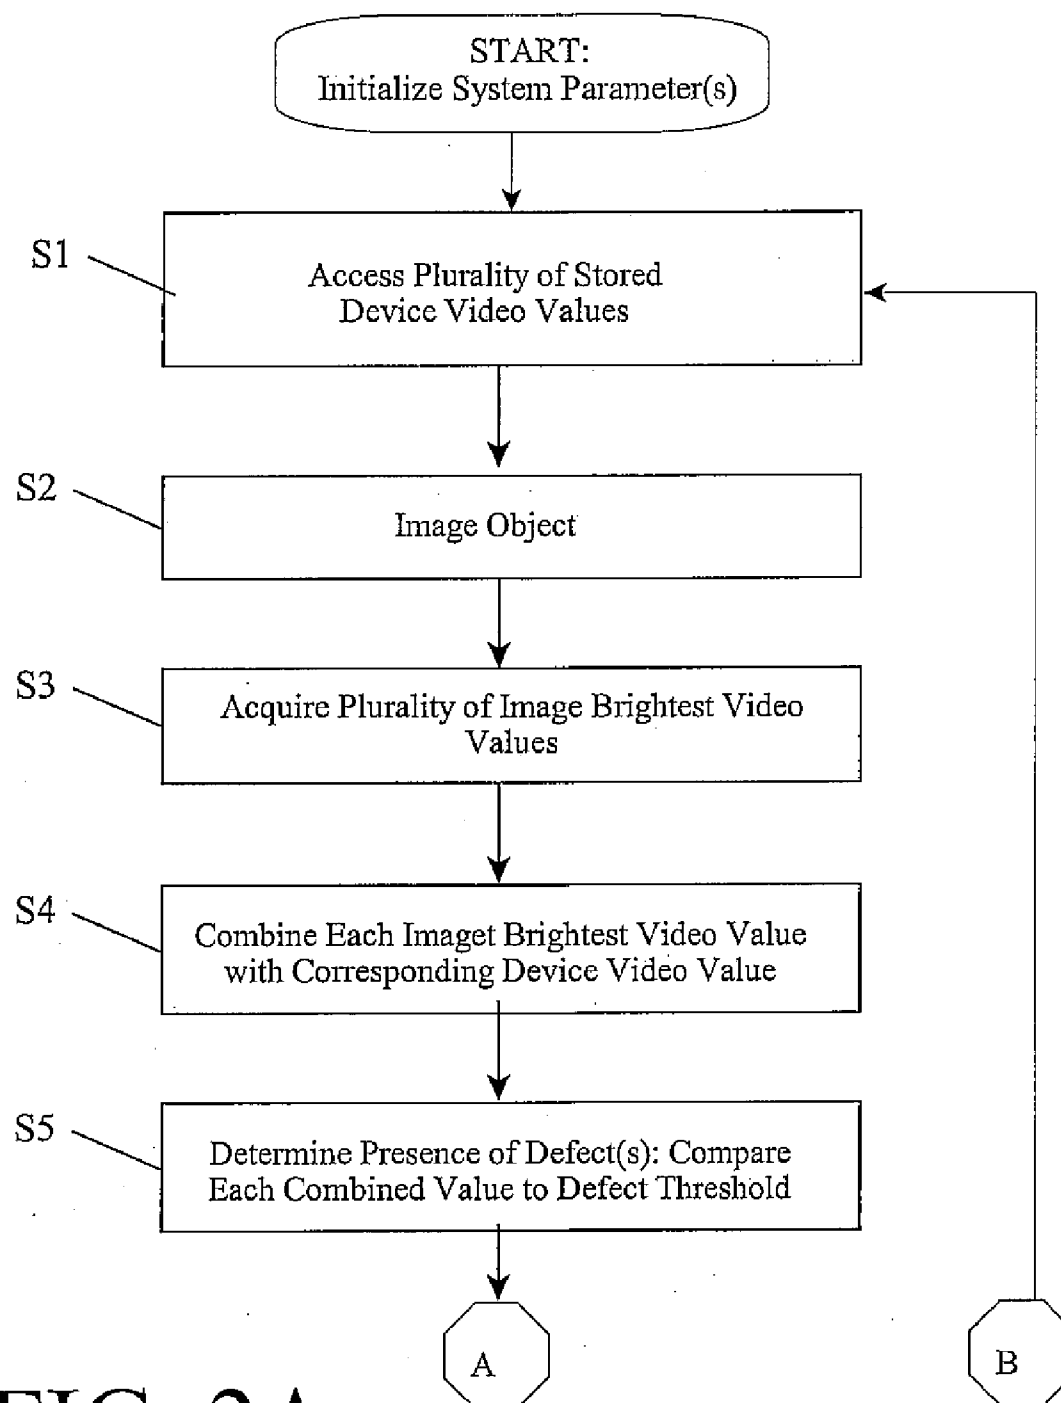 START:
Initialize System Parameter(s)
S1
Access Plurality of Stored
Device Video Values
S2
Image Object
S3
Acquire Plurality of Image Brightest Video
Values
S4
Combine Each Imaget Brightest Video Value
with Corresponding Device Video Value
S5
Determine Presence of Defect(s): Compare
Each Combined Value to Defect Threshold
A
B
FIG. 2A